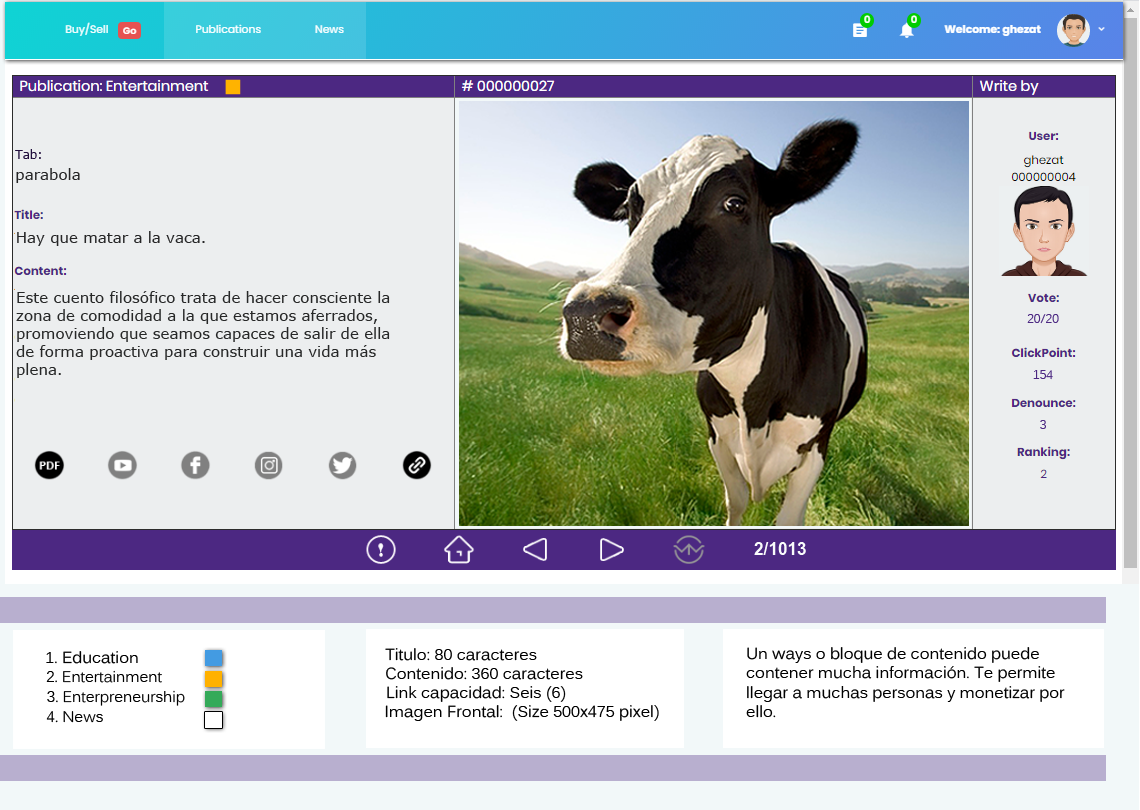 Buy/Sell Go Publications News 0 0 Welcome: ghezat
Publication: Entertainment # 000000027 Write by
Tab:
parabola
Title:
Hay que matar a la vaca.
Content:
Este cuento filosófico trata de hacer consciente la
zona de comodidad a la que estamos aferrados,
promoviendo que seamos capaces de salir de ella
de forma proactiva para construir una vida más
plena.
PDF
User:
ghezat
000000004
Vote:
20/20
ClickPoint:
154
Denounce:
3
Ranking:
2
2/1013
1. Education
2. Entertainment
3. Enterpreneurship
4. News
Titulo: 80 caracteres
Contenido: 360 caracteres
Link capacidad: Seis (6)
Imagen Frontal: (Size 500x475 pixel)
Un ways o bloque de contenido puede
contener mucha información. Te permite
llegar a muchas personas y monetizar por
ello.